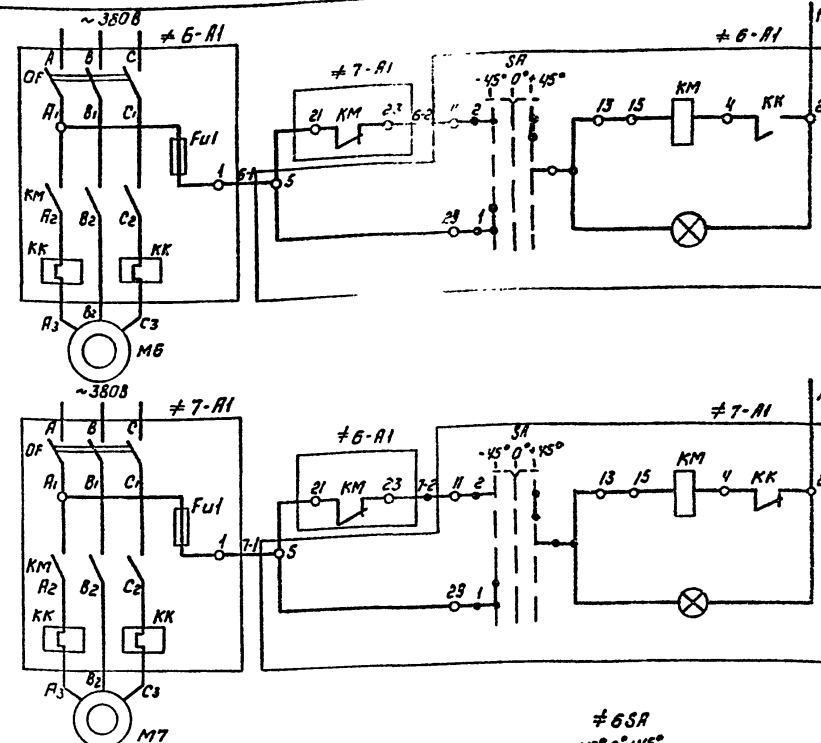 ~380В
≠6-А1
≠6-А1
А В С
≠7-А1
SA
-45° 0° +45°
QF
21 КМ 23 6-2 11 2
13 15 КМ 4 КК 2
А1 В1 С1
Fu1
1 6-1 5
КМ
А2 В2 С2
29 1
КК КК
А3 В2 С3
М6
~380В
≠7-А1
≠7-А1
А В С
≠6-А1
SA
-45° 0° +45°
QF
21 КМ 23 7-2 11 2
13 15 КМ 4 КК 2
А1 В1 С1
Fu1
1 7-1 5
КМ
А2 В2 С2
29 1
КК КК
А3 В2 С3
М7
≠6SA